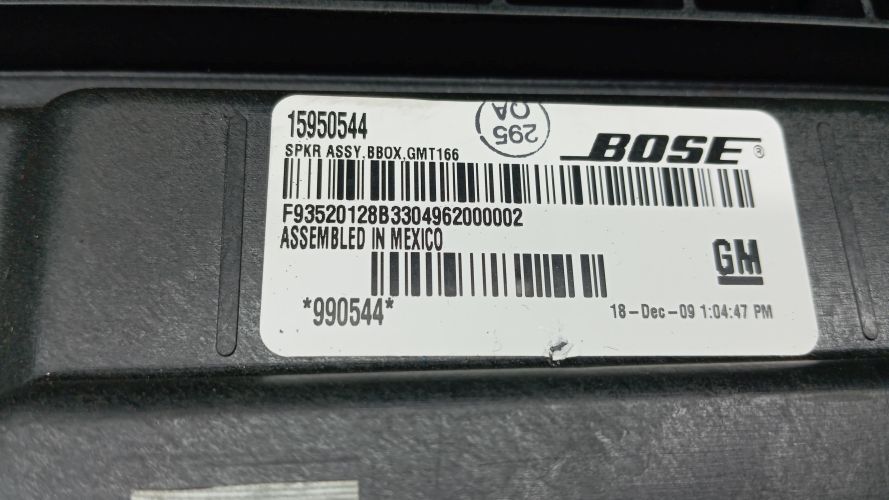 15950544
SPKR ASSY,BBOX,GMT166
295
QA
BOSE®
F93520128B3304962000002
ASSEMBLED IN MEXICO
GM
*990544*
18-Dec-09 1:04:47 PM